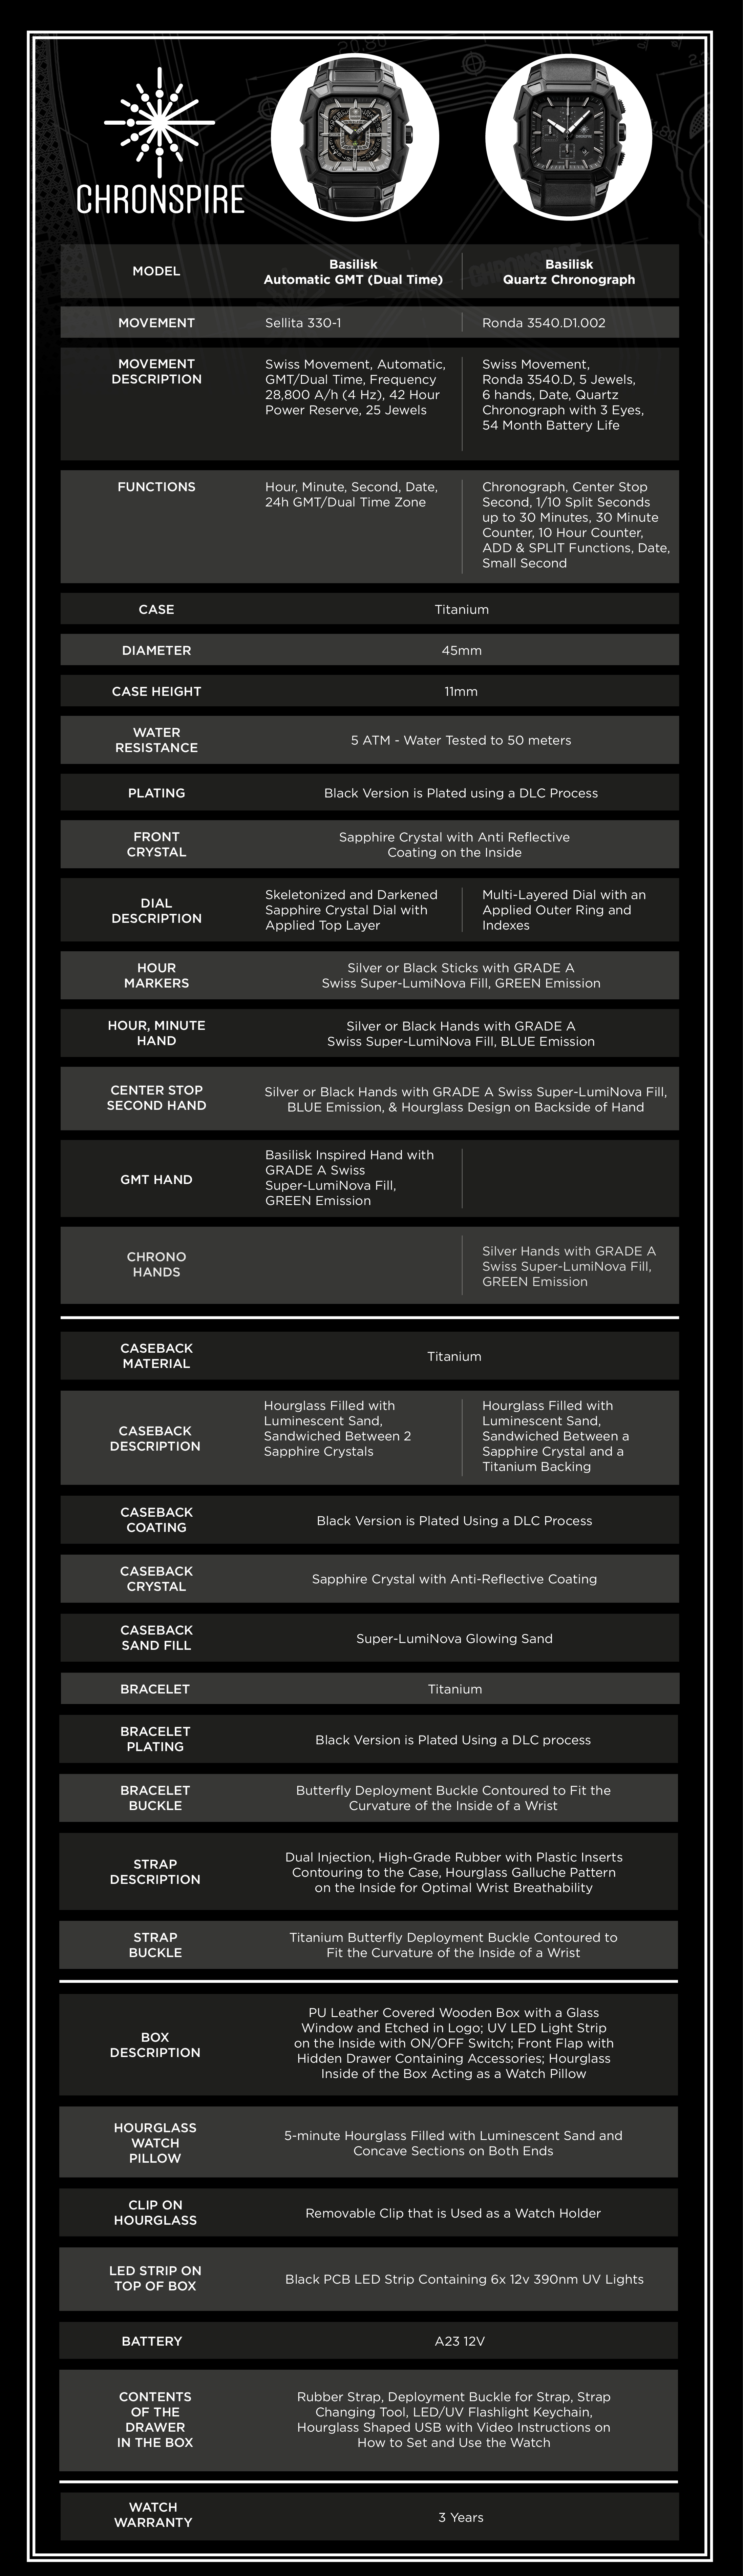 CHRONSPIRE
MODEL
Basilisk
Automatic GMT (Dual Time)
Basilisk
Quartz Chronograph
MOVEMENT
Sellita 330-1
Ronda 3540.D1.002
MOVEMENT
DESCRIPTION
Swiss Movement, Automatic,
GMT/Dual Time, Frequency
28,800 A/h (4 Hz), 42 Hour
Power Reserve, 25 Jewels
Swiss Movement,
Ronda 3540.D, 5 Jewels,
6 hands, Date, Quartz
Chronograph with 3 Eyes,
54 Month Battery Life
FUNCTIONS
Hour, Minute, Second, Date,
24h GMT/Dual Time Zone
Chronograph, Center Stop
Second, 1/10 Split Seconds
up to 30 Minutes, 30 Minute
Counter, 10 Hour Counter,
ADD & SPLIT Functions, Date,
Small Second
CASE
Titanium
DIAMETER
45mm
CASE HEIGHT
11mm
WATER
RESISTANCE
5 ATM - Water Tested to 50 meters
PLATING
Black Version is Plated using a DLC Process
FRONT
CRYSTAL
Sapphire Crystal with Anti Reflective
Coating on the Inside
DIAL
DESCRIPTION
Skeletonized and Darkened
Sapphire Crystal Dial with
Applied Top Layer
Multi-Layered Dial with an
Applied Outer Ring and
Indexes
HOUR
MARKERS
Silver or Black Sticks with GRADE A
Swiss Super-LumiNova Fill, GREEN Emission
HOUR, MINUTE
HAND
Silver or Black Hands with GRADE A
Swiss Super-LumiNova Fill, BLUE Emission
CENTER STOP
SECOND HAND
Silver or Black Hands with GRADE A Swiss Super-LumiNova Fill,
BLUE Emission, & Hourglass Design on Backside of Hand
GMT HAND
Basilisk Inspired Hand with
GRADE A Swiss
Super-LumiNova Fill,
GREEN Emission
CHRONO
HANDS
Silver Hands with GRADE A
Swiss Super-LumiNova Fill,
GREEN Emission
CASEBACK
MATERIAL
Titanium
CASEBACK
DESCRIPTION
Hourglass Filled with
Luminescent Sand,
Sandwiched Between 2
Sapphire Crystals
Hourglass Filled with
Luminescent Sand,
Sandwiched Between a
Sapphire Crystal and a
Titanium Backing
CASEBACK
COATING
Black Version is Plated Using a DLC Process
CASEBACK
CRYSTAL
Sapphire Crystal with Anti-Reflective Coating
CASEBACK
SAND FILL
Super-LumiNova Glowing Sand
BRACELET
Titanium
BRACELET
PLATING
Black Version is Plated Using a DLC process
BRACELET
BUCKLE
Butterfly Deployment Buckle Contoured to Fit the
Curvature of the Inside of a Wrist
STRAP
DESCRIPTION
Dual Injection, High-Grade Rubber with Plastic Inserts
Contouring to the Case, Hourglass Galluche Pattern
on the Inside for Optimal Wrist Breathability
STRAP
BUCKLE
Titanium Butterfly Deployment Buckle Contoured to
Fit the Curvature of the Inside of a Wrist
BOX
DESCRIPTION
PU Leather Covered Wooden Box with a Glass
Window and Etched in Logo; UV LED Light Strip
on the Inside with ON/OFF Switch; Front Flap with
Hidden Drawer Containing Accessories; Hourglass
Inside of the Box Acting as a Watch Pillow
HOURGLASS
WATCH
PILLOW
5-minute Hourglass Filled with Luminescent Sand and
Concave Sections on Both Ends
CLIP ON
HOURGLASS
Removable Clip that is Used as a Watch Holder
LED STRIP ON
TOP OF BOX
Black PCB LED Strip Containing 6x 12v 390nm UV Lights
BATTERY
A23 12V
CONTENTS
OF THE
DRAWER
IN THE BOX
Rubber Strap, Deployment Buckle for Strap, Strap
Changing Tool, LED/UV Flashlight Keychain,
Hourglass Shaped USB with Video Instructions on
How to Set and Use the Watch
WATCH
WARRANTY
3 Years